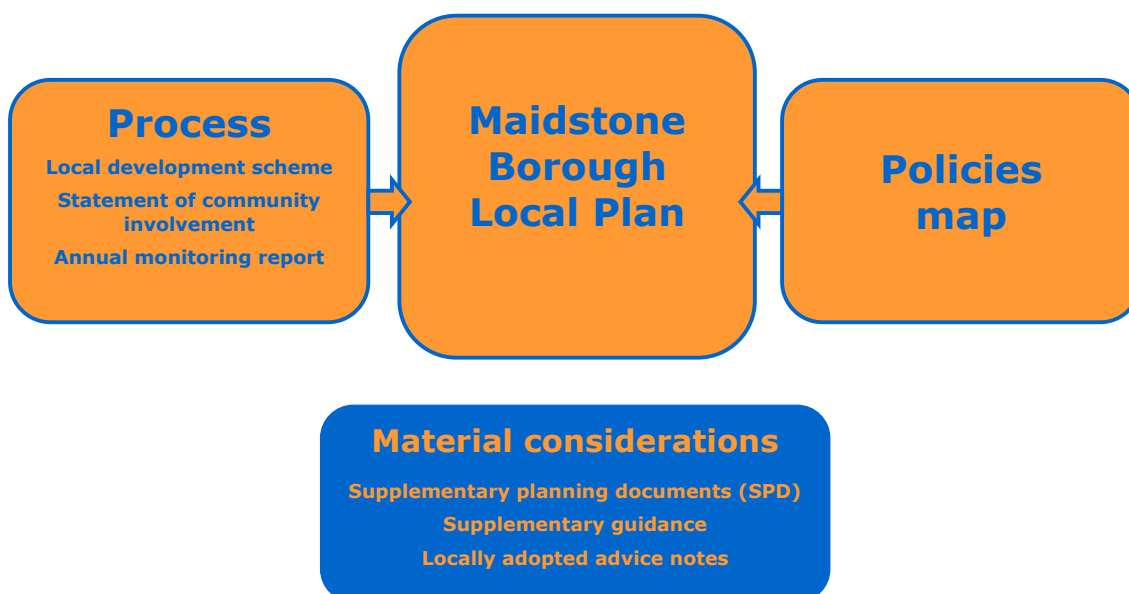 Process
Local development scheme
Statement of community
involvement
Annual monitoring report
Maidstone
Borough
Local Plan
Policies
map
Material considerations
Supplementary planning documents (SPD)
Supplementary guidance
Locally adopted advice notes